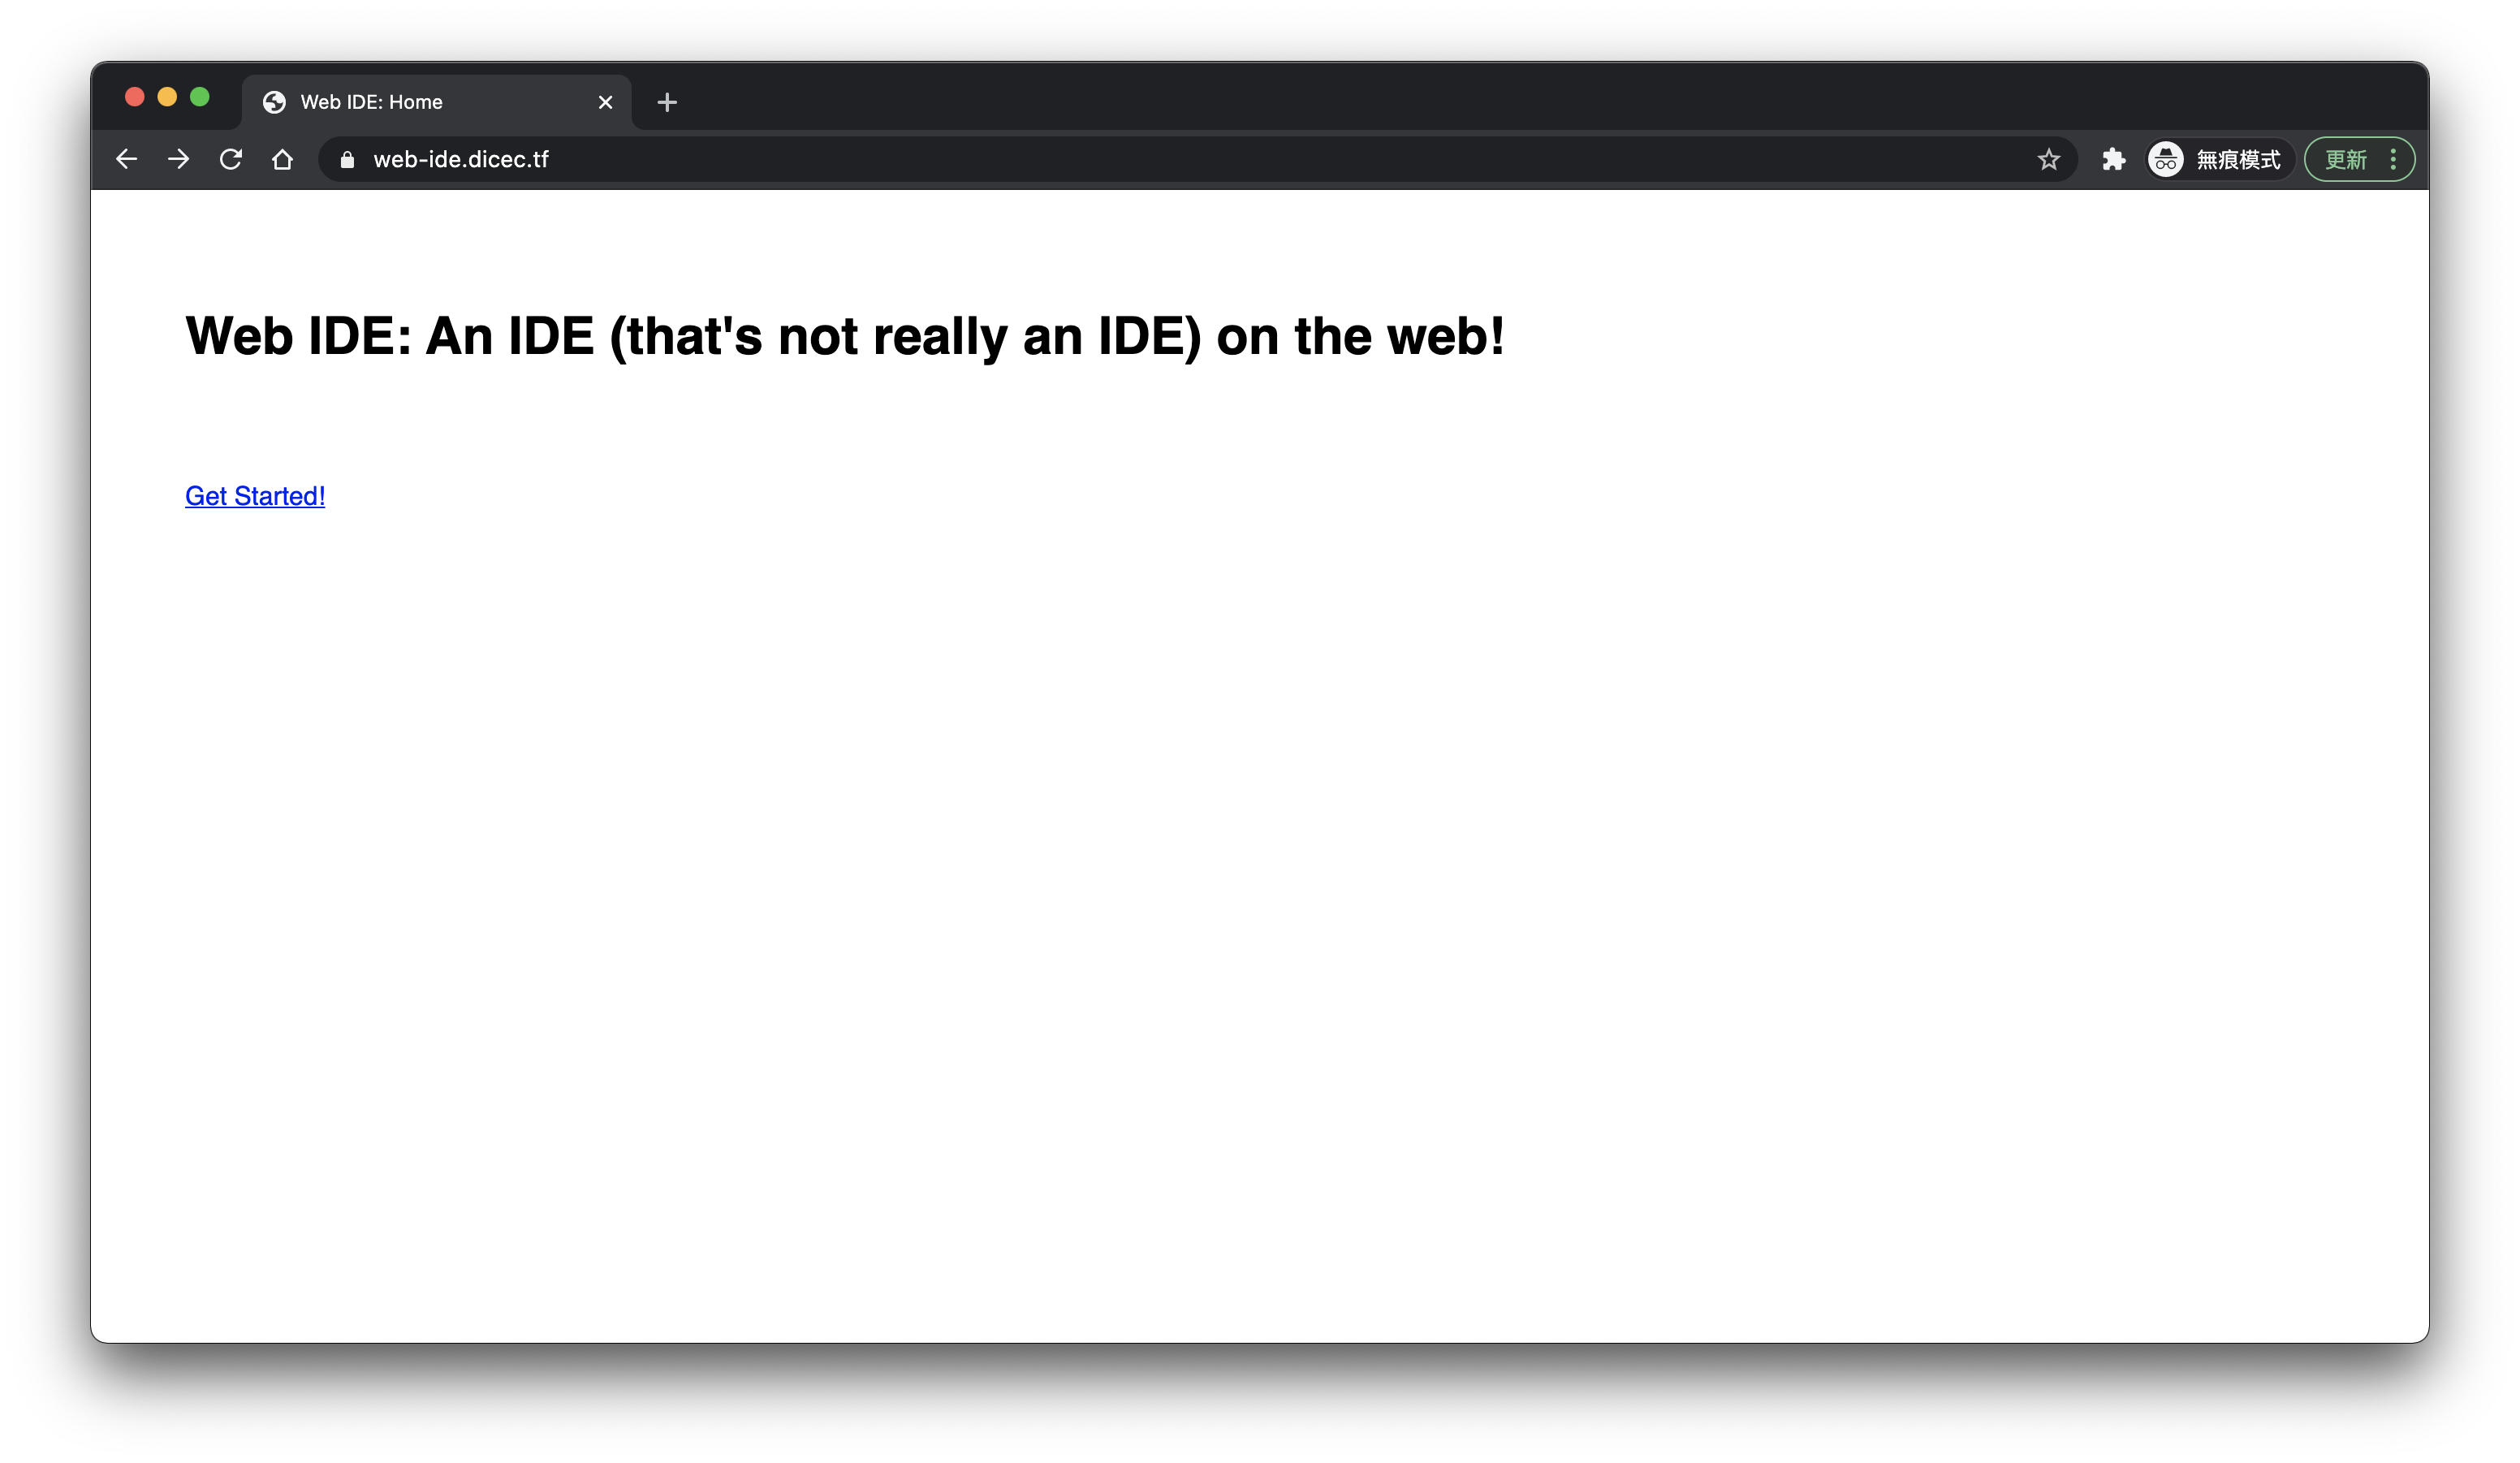 Web IDE: Home
web-ide.dicec.tf
無痕模式
更新
Web IDE: An IDE (that's not really an IDE) on the web!
Get Started!